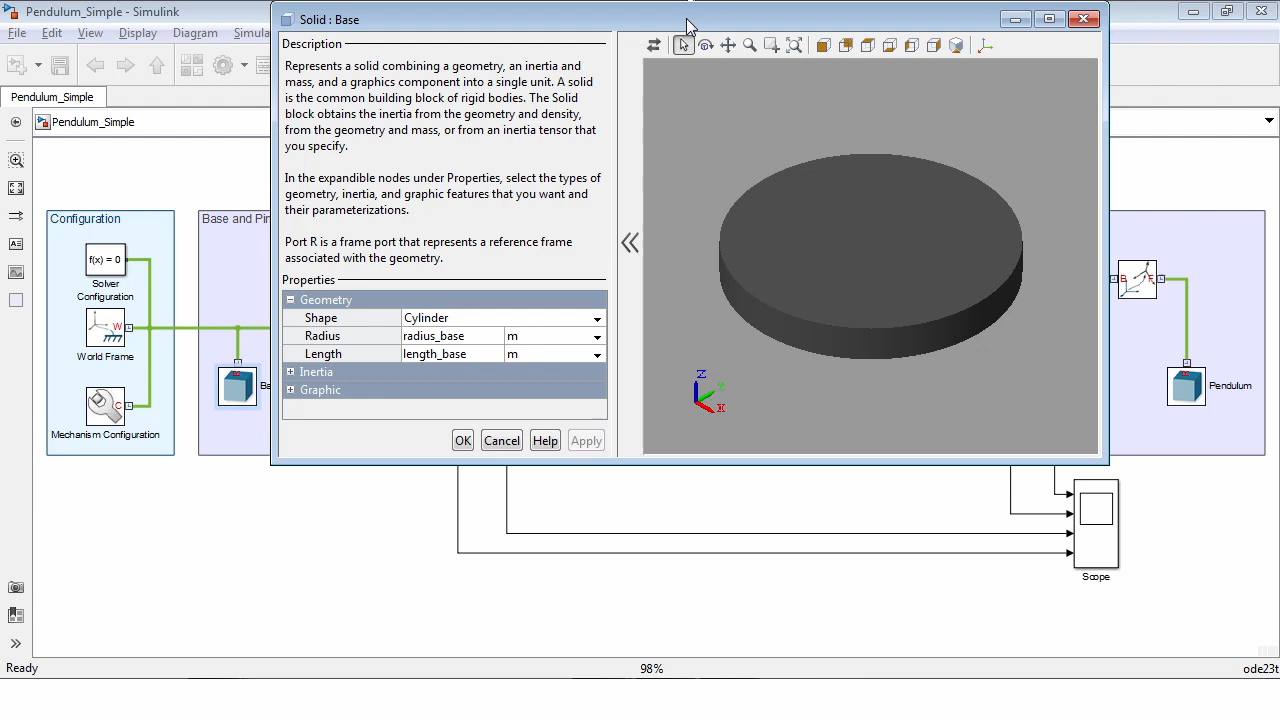 Pendulum_Simple - Simulink
File Edit View Display Diagram Simula
Pendulum_Simple
Pendulum_Simple
Solid : Base
Description
Represents a solid combining a geometry, an inertia and
mass, and a graphics component into a single unit. A solid
is the common building block of rigid bodies. The Solid
block obtains the inertia from the geometry and density,
from the geometry and mass, or from an inertia tensor that
you specify.
In the expandible nodes under Properties, select the types of
geometry, inertia, and graphic features that you want and
their parameterizations.
Port R is a frame port that represents a reference frame
associated with the geometry.
Properties
Geometry
Shape Cylinder
Radius radius_base m
Length length_base m
Inertia
Graphic
OK Cancel Help Apply
Z
Y
X
Configuration
f(x) = 0
Solver
Configuration
W
World Frame
C
Mechanism Configuration
Base and Pin
Ba
B F
Pendulum
Scope
Ready 98% ode23t